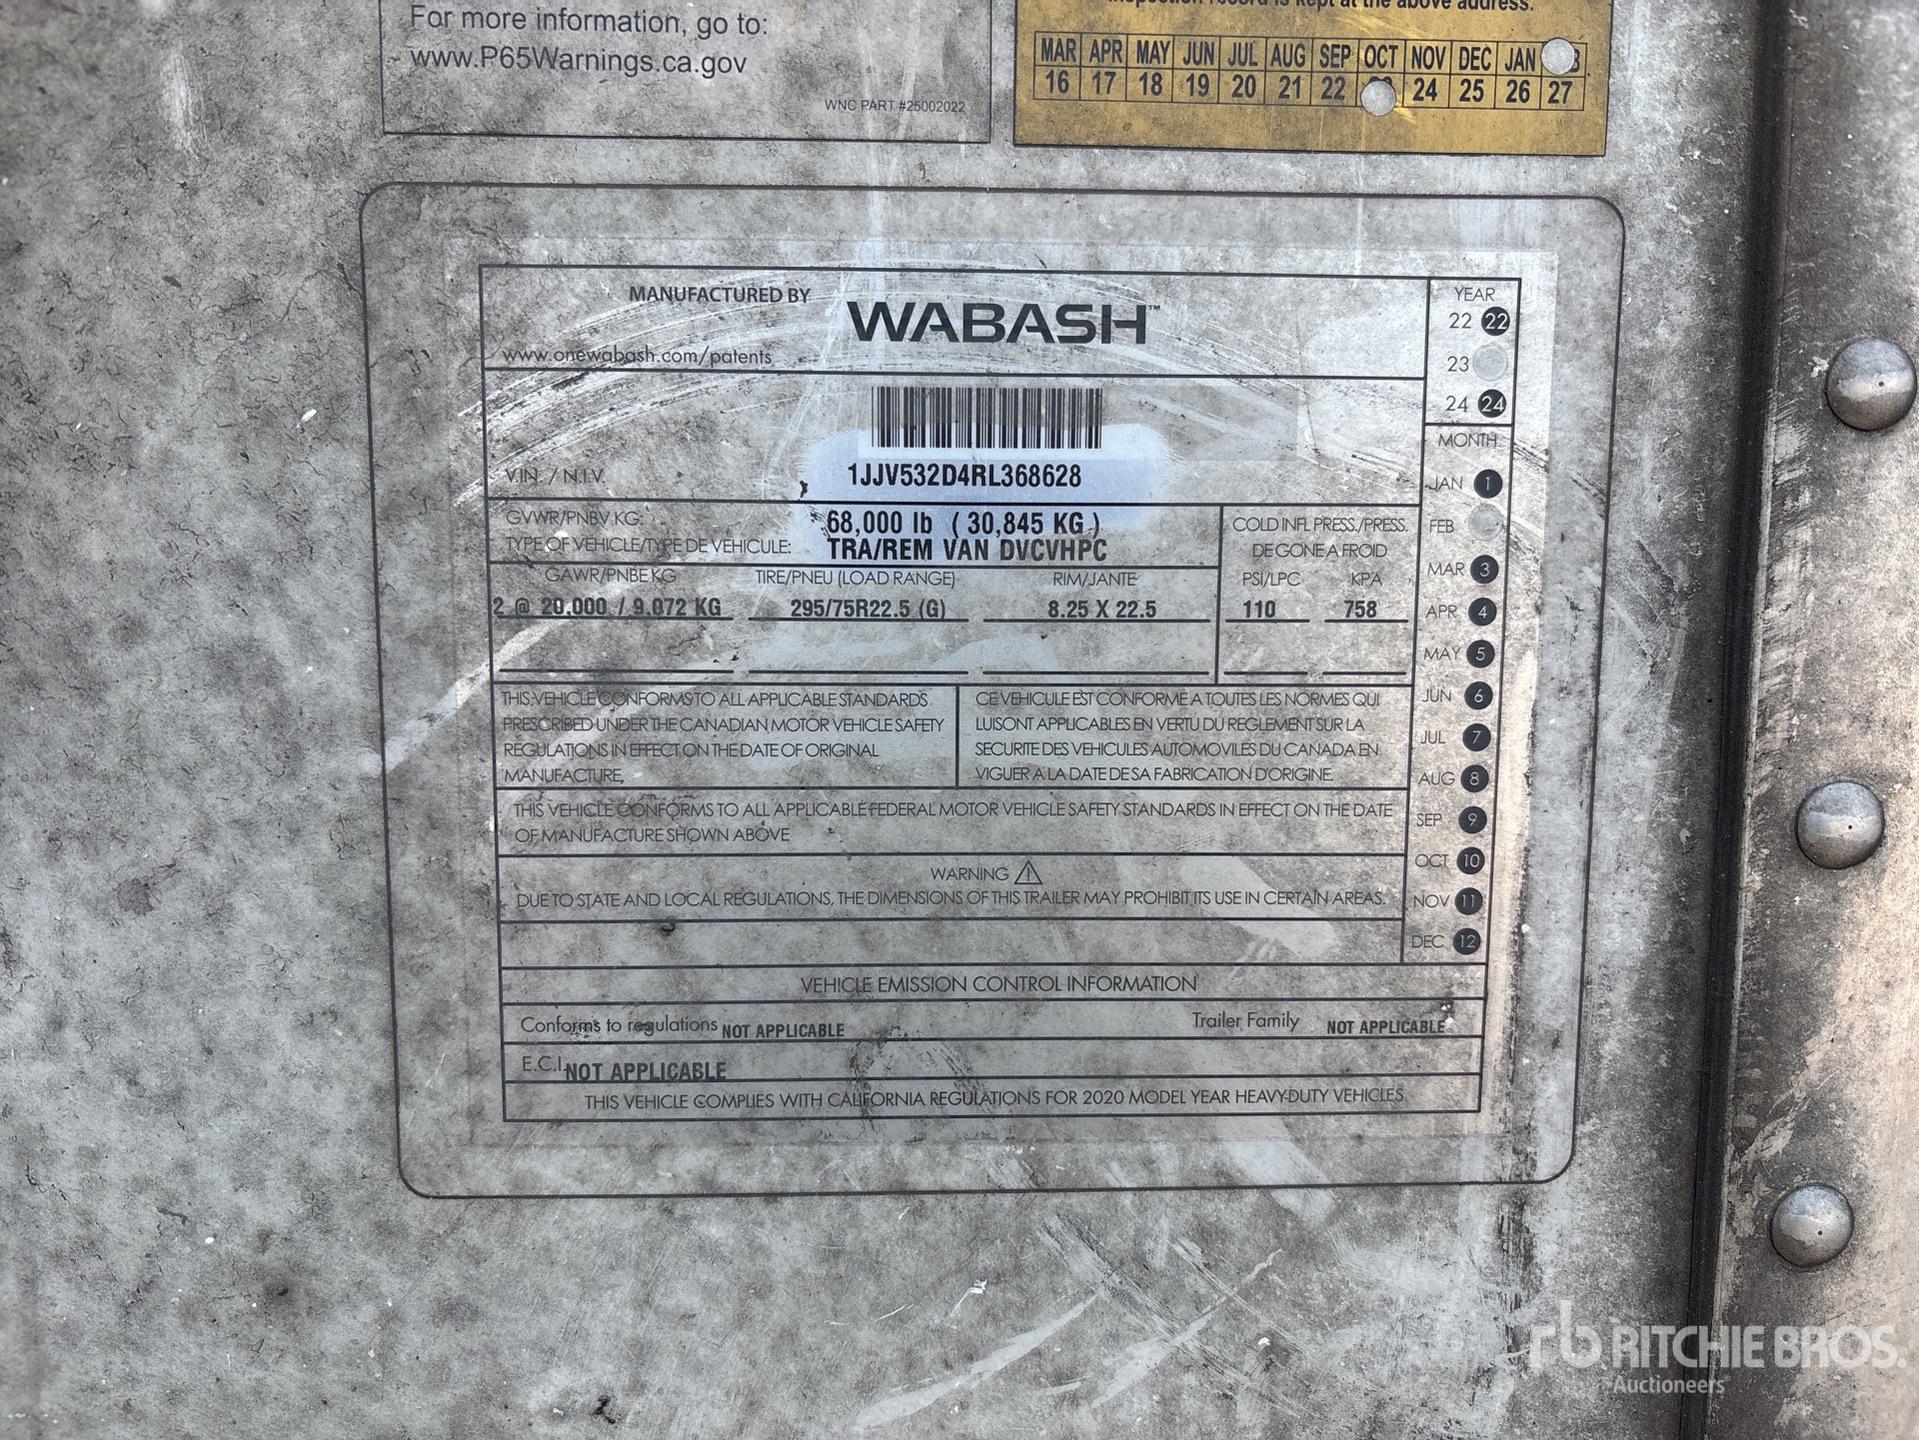 For more information, go to:
www.P65Warnings.ca.gov
WNC PART #25002022
Inspection record is kept at the above address.
MAR APR MAY JUN JUL AUG SEP OCT NOV DEC JAN
16 17 18 19 20 21 22 24 25 26 27
MANUFACTURED BY
WABASH™
www.onewabash.com/patents
YEAR
22 22
23
24 24
V.I.N. / N.I.V.
1JJV532D4RL368628
GVWR/PNBV KG: 68,000 lb ( 30,845 KG )
TYPE OF VEHICLE/TYPE DE VEHICULE: TRA/REM VAN DVCVHPC
COLD INFL PRESS./PRESS.
DE GONE A FROID
GAWR/PNBE KG TIRE/PNEU (LOAD RANGE) RIM/JANTE PSI/LPC KPA
2 @ 20,000 / 9,072 KG 295/75R22.5 (G) 8.25 X 22.5 110 758
THIS VEHICLE CONFORMS TO ALL APPLICABLE STANDARDS
PRESCRIBED UNDER THE CANADIAN MOTOR VEHICLE SAFETY
REGULATIONS IN EFFECT ON THE DATE OF ORIGINAL
MANUFACTURE.
CE VEHICULE EST CONFORME A TOUTES LES NORMES QUI
LUI SONT APPLICABLES EN VERTU DU REGLEMENT SUR LA
SECURITE DES VEHICULES AUTOMOVILES DU CANADA EN
VIGUER A LA DATE DE SA FABRICATION D'ORIGINE.
THIS VEHICLE CONFORMS TO ALL APPLICABLE FEDERAL MOTOR VEHICLE SAFETY STANDARDS IN EFFECT ON THE DATE
OF MANUFACTURE SHOWN ABOVE
WARNING
DUE TO STATE AND LOCAL REGULATIONS, THE DIMENSIONS OF THIS TRAILER MAY PROHIBIT ITS USE IN CERTAIN AREAS.
MONTH
JAN 1
FEB
MAR 3
APR 4
MAY 5
JUN 6
JUL 7
AUG 8
SEP 9
OCT 10
NOV 11
DEC 12
VEHICLE EMISSION CONTROL INFORMATION
Conforms to regulations NOT APPLICABLE Trailer Family NOT APPLICABLE
E.C.I. NOT APPLICABLE
THIS VEHICLE COMPLIES WITH CALIFORNIA REGULATIONS FOR 2020 MODEL YEAR HEAVY-DUTY VEHICLES
rb RITCHIE BROS.
Auctioneers